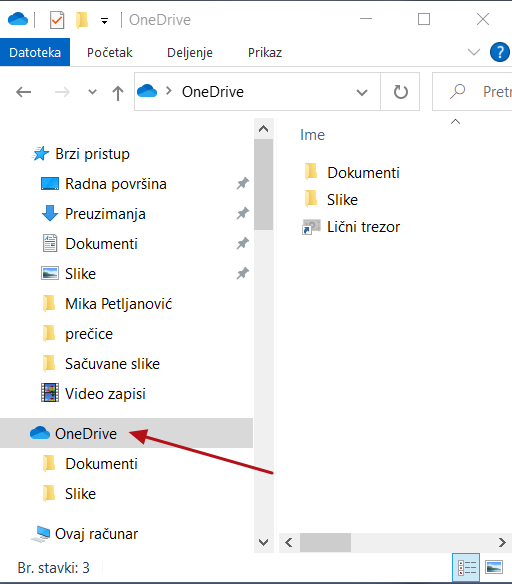 OneDrive
Datoteka Početak Deljenje Prikaz
OneDrive
Pret
Ime
Brzi pristup
Radna površina
Preuzimanja
Dokumenti
Slike
Mika Petljanović
prečice
Sačuvane slike
Video zapisi
OneDrive
Dokumenti
Slike
Ovaj računar
Dokumenti
Slike
Lični trezor
Br. stavki: 3